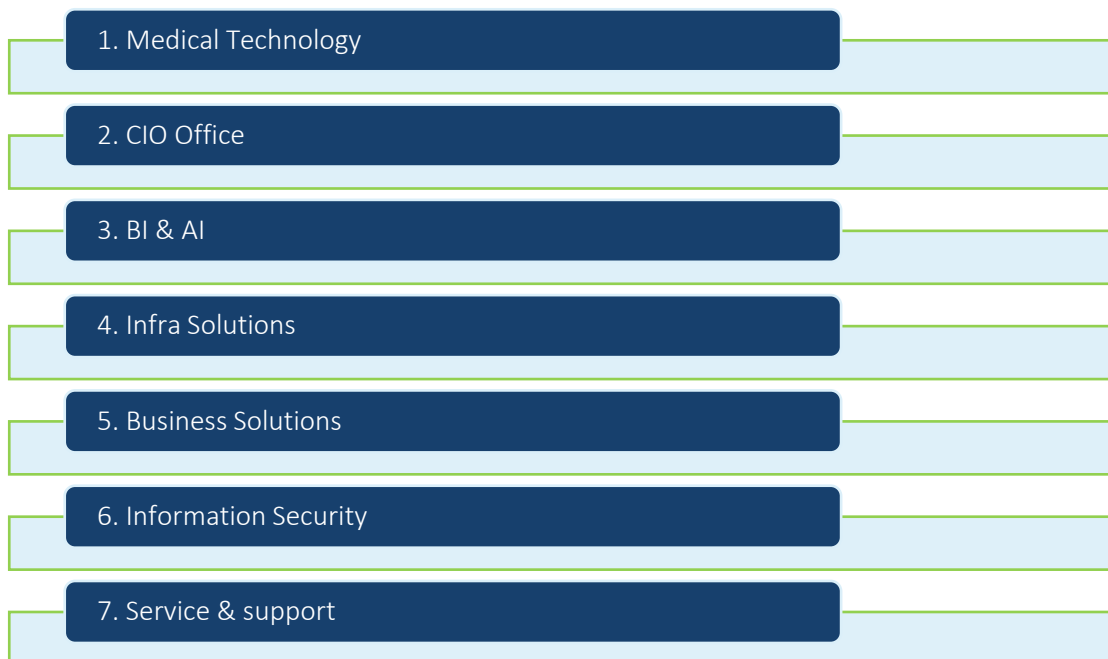 1. Medical Technology
2. CIO Office
3. BI & AI
4. Infra Solutions
5. Business Solutions
6. Information Security
7. Service & support